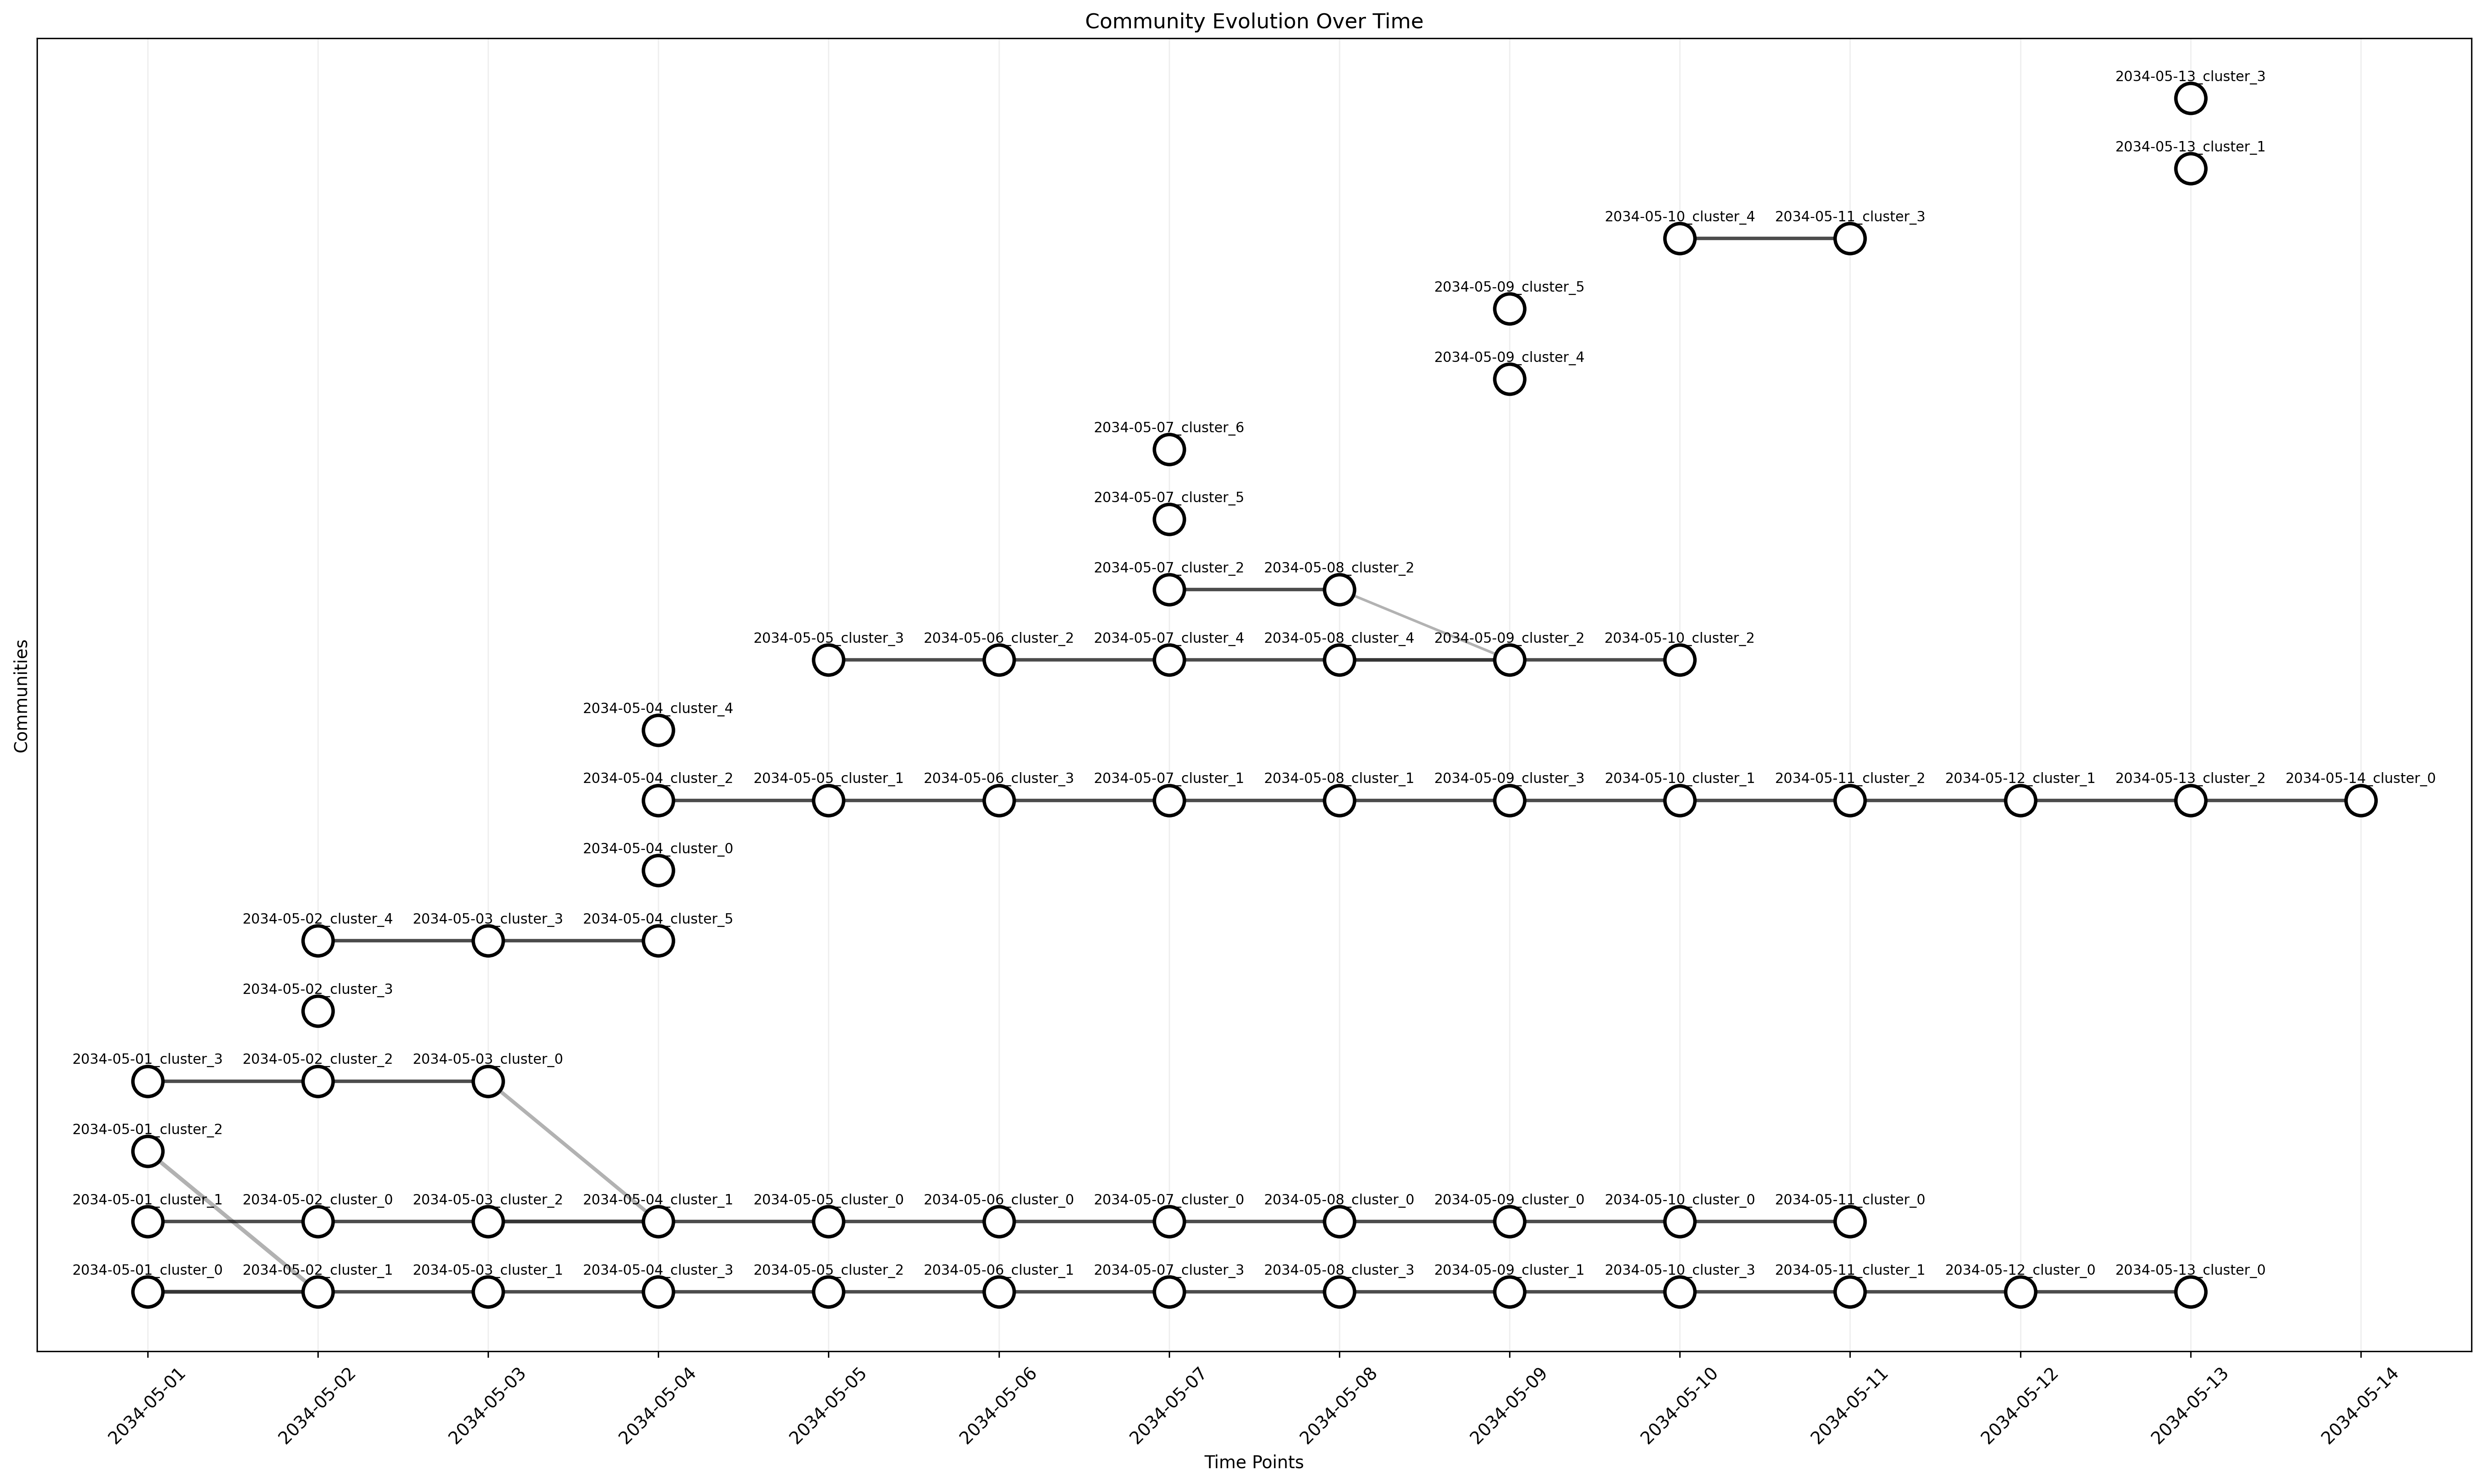 Community Evolution Over Time
2034-05-13_cluster_3
2034-05-13_cluster_1
2034-05-10_cluster_4 2034-05-11_cluster_3
2034-05-09_cluster_5
2034-05-09_cluster_4
2034-05-07_cluster_6
2034-05-07_cluster_5
2034-05-07_cluster_2 2034-05-08_cluster_2
2034-05-05_cluster_3 2034-05-06_cluster_2 2034-05-07_cluster_4 2034-05-08_cluster_4 2034-05-09_cluster_2 2034-05-10_cluster_2
2034-05-04_cluster_4
2034-05-04_cluster_2 2034-05-05_cluster_1 2034-05-06_cluster_3 2034-05-07_cluster_1 2034-05-08_cluster_1 2034-05-09_cluster_3 2034-05-10_cluster_1 2034-05-11_cluster_2 2034-05-12_cluster_1 2034-05-13_cluster_2 2034-05-14_cluster_0
2034-05-04_cluster_0
2034-05-02_cluster_4 2034-05-03_cluster_3 2034-05-04_cluster_5
2034-05-02_cluster_3
2034-05-01_cluster_3 2034-05-02_cluster_2 2034-05-03_cluster_0
2034-05-01_cluster_2
2034-05-01_cluster_1 2034-05-02_cluster_0 2034-05-03_cluster_2 2034-05-04_cluster_1 2034-05-05_cluster_0 2034-05-06_cluster_0 2034-05-07_cluster_0 2034-05-08_cluster_0 2034-05-09_cluster_0 2034-05-10_cluster_0 2034-05-11_cluster_0
2034-05-01_cluster_0 2034-05-02_cluster_1 2034-05-03_cluster_1 2034-05-04_cluster_3 2034-05-05_cluster_2 2034-05-06_cluster_1 2034-05-07_cluster_3 2034-05-08_cluster_3 2034-05-09_cluster_1 2034-05-10_cluster_3 2034-05-11_cluster_1 2034-05-12_cluster_0 2034-05-13_cluster_0
Communities
2034-05-01 2034-05-02 2034-05-03 2034-05-04 2034-05-05 2034-05-06 2034-05-07 2034-05-08 2034-05-09 2034-05-10 2034-05-11 2034-05-12 2034-05-13 2034-05-14
Time Points